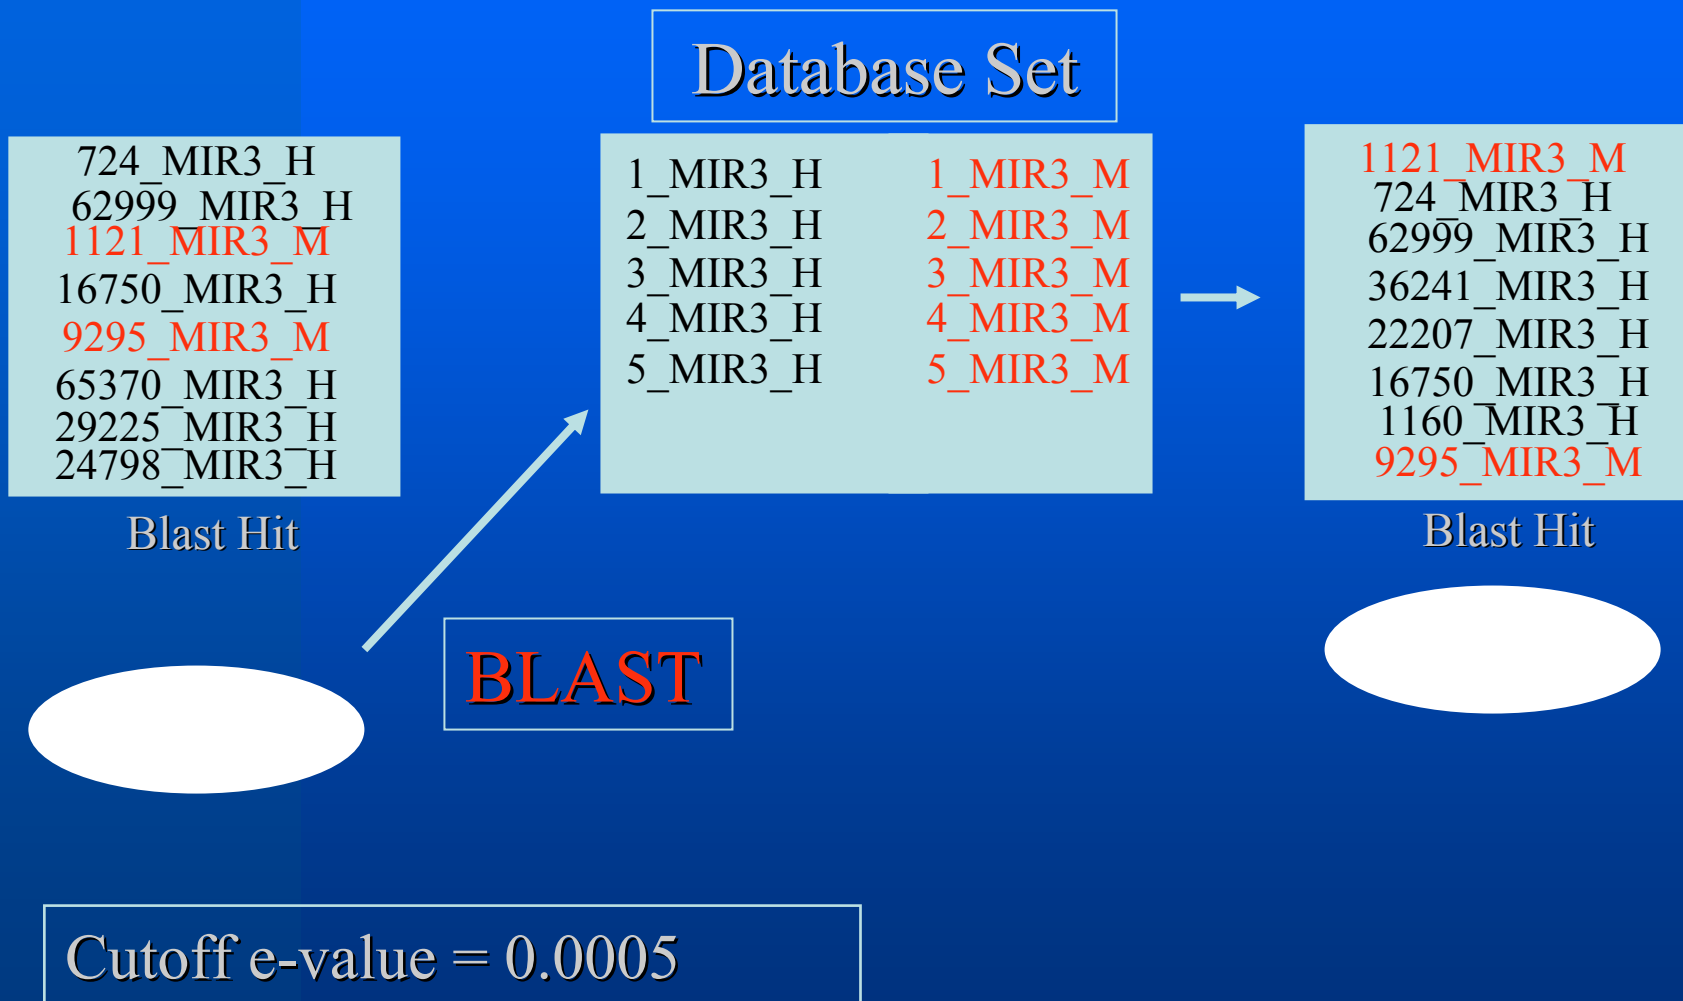 Database Set
724_MIR3_H
62999_MIR3_H
1121_MIR3_M
16750_MIR3_H
9295_MIR3_M
65370_MIR3_H
29225_MIR3_H
24798_MIR3_H
Blast Hit
1_MIR3_H 1_MIR3_M
2_MIR3_H 2_MIR3_M
3_MIR3_H 3_MIR3_M
4_MIR3_H 4_MIR3_M
5_MIR3_H 5_MIR3_M
1121_MIR3_M
724_MIR3_H
62999_MIR3_H
36241_MIR3_H
22207_MIR3_H
16750_MIR3_H
1160_MIR3_H
9295_MIR3_M
Blast Hit
BLAST
Cutoff e-value = 0.0005